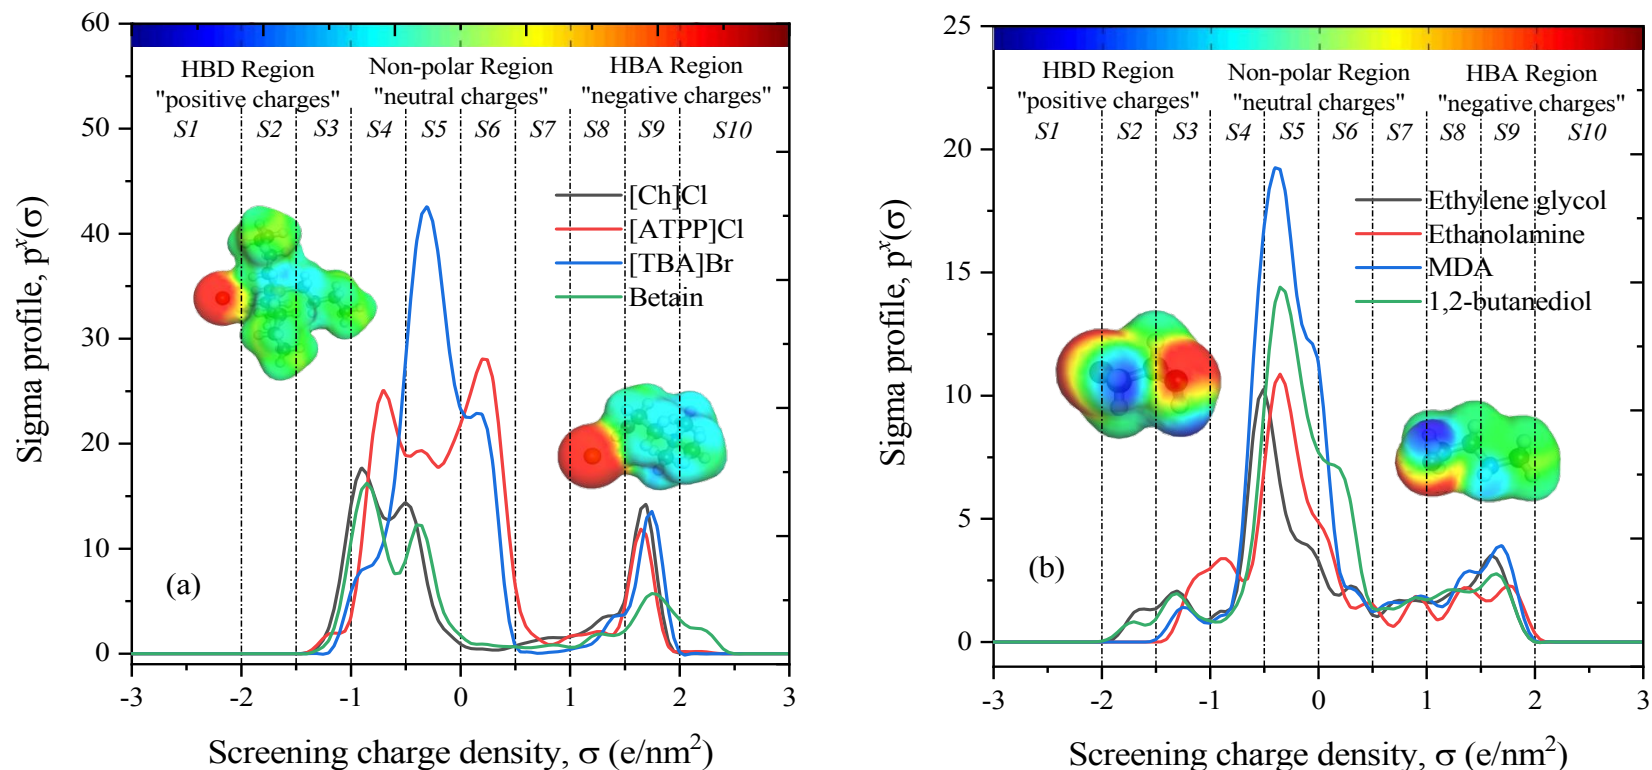 60
50
40
30
20
10
0
-3
-2
-1
0
1
2
3
Sigma profile, pˣ(σ)
Screening charge density, σ (e/nm²)
HBD Region
"positive charges"
Non-polar Region
"neutral charges"
HBA Region
"negative charges"
S1 S2 S3 S4 S5 S6 S7 S8 S9 S10
[Ch]Cl
[ATPP]Cl
[TBA]Br
Betain
(a)
25
20
15
10
5
0
-3
-2
-1
0
1
2
3
Sigma profile, pˣ(σ)
Screening charge density, σ (e/nm²)
HBD Region
"positive charges"
Non-polar Region
"neutral charges"
HBA Region
"negative charges"
S1 S2 S3 S4 S5 S6 S7 S8 S9 S10
Ethylene glycol
Ethanolamine
MDA
1,2-butanediol
(b)